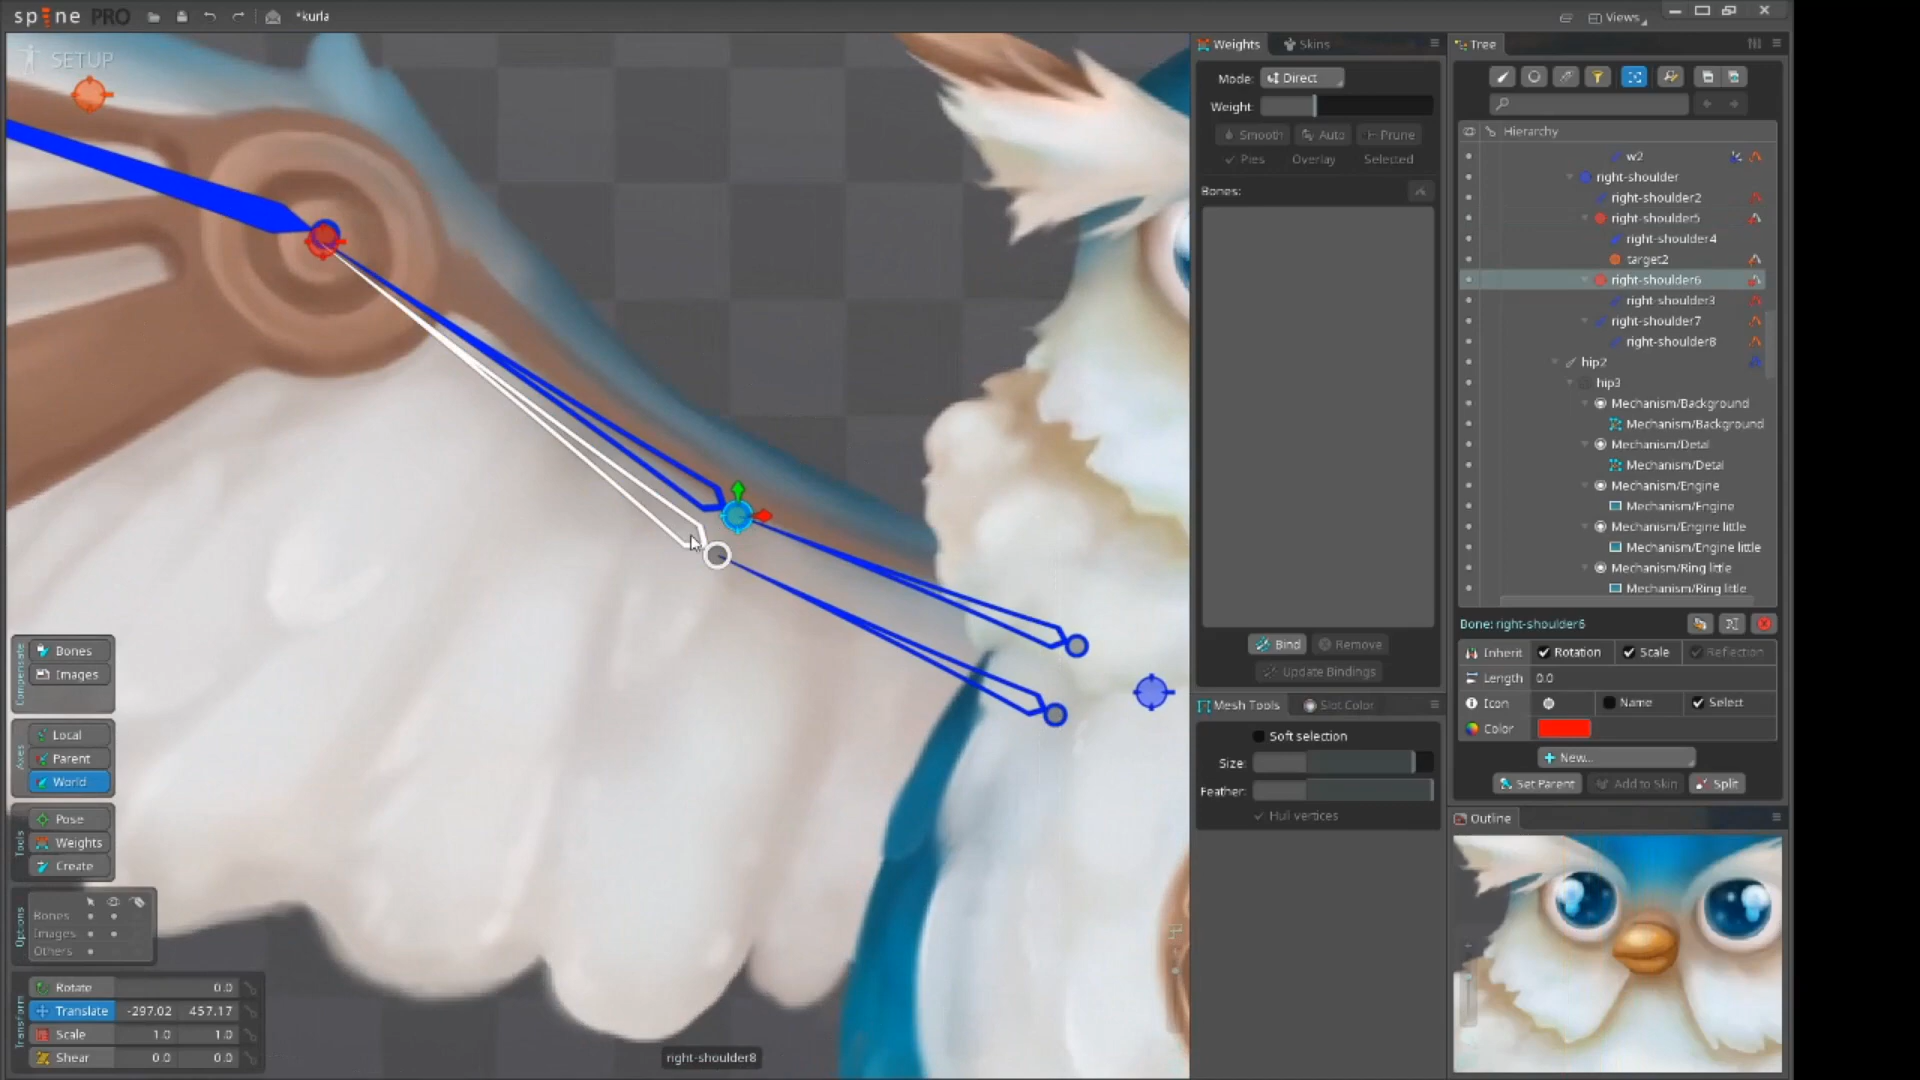 spine PRO
*kurla
Views
SETUP
Weights
Skins
Mode:
Direct
Weight:
Smooth
Auto
Prune
Pies
Overlay
Selected
Bones:
Bind
Remove
Update Bindings
Mesh Tools
Slot Color
Soft selection
Size:
Feather:
Hull vertices
Tree
Hierarchy
w2
right-shoulder
right-shoulder2
right-shoulder5
right-shoulder4
target2
right-shoulder6
right-shoulder3
right-shoulder7
right-shoulder8
hip2
hip3
Mechanism/Background
Mechanism/Background
Mechanism/Detal
Mechanism/Detal
Mechanism/Engine
Mechanism/Engine
Mechanism/Engine little
Mechanism/Engine little
Mechanism/Ring little
Mechanism/Ring little
Bone: right-shoulder6
Inherit
Rotation
Scale
Reflection
Length
0.0
Icon
Name
Select
Color
New...
Set Parent
Add to Skin
Split
Outline
Compensate
Bones
Images
Axes
Local
Parent
World
Tools
Pose
Weights
Create
Options
Bones
Images
Others
Transform
Rotate
0.0
Translate
-297.02
457.17
Scale
1.0
1.0
Shear
0.0
0.0
right-shoulder8